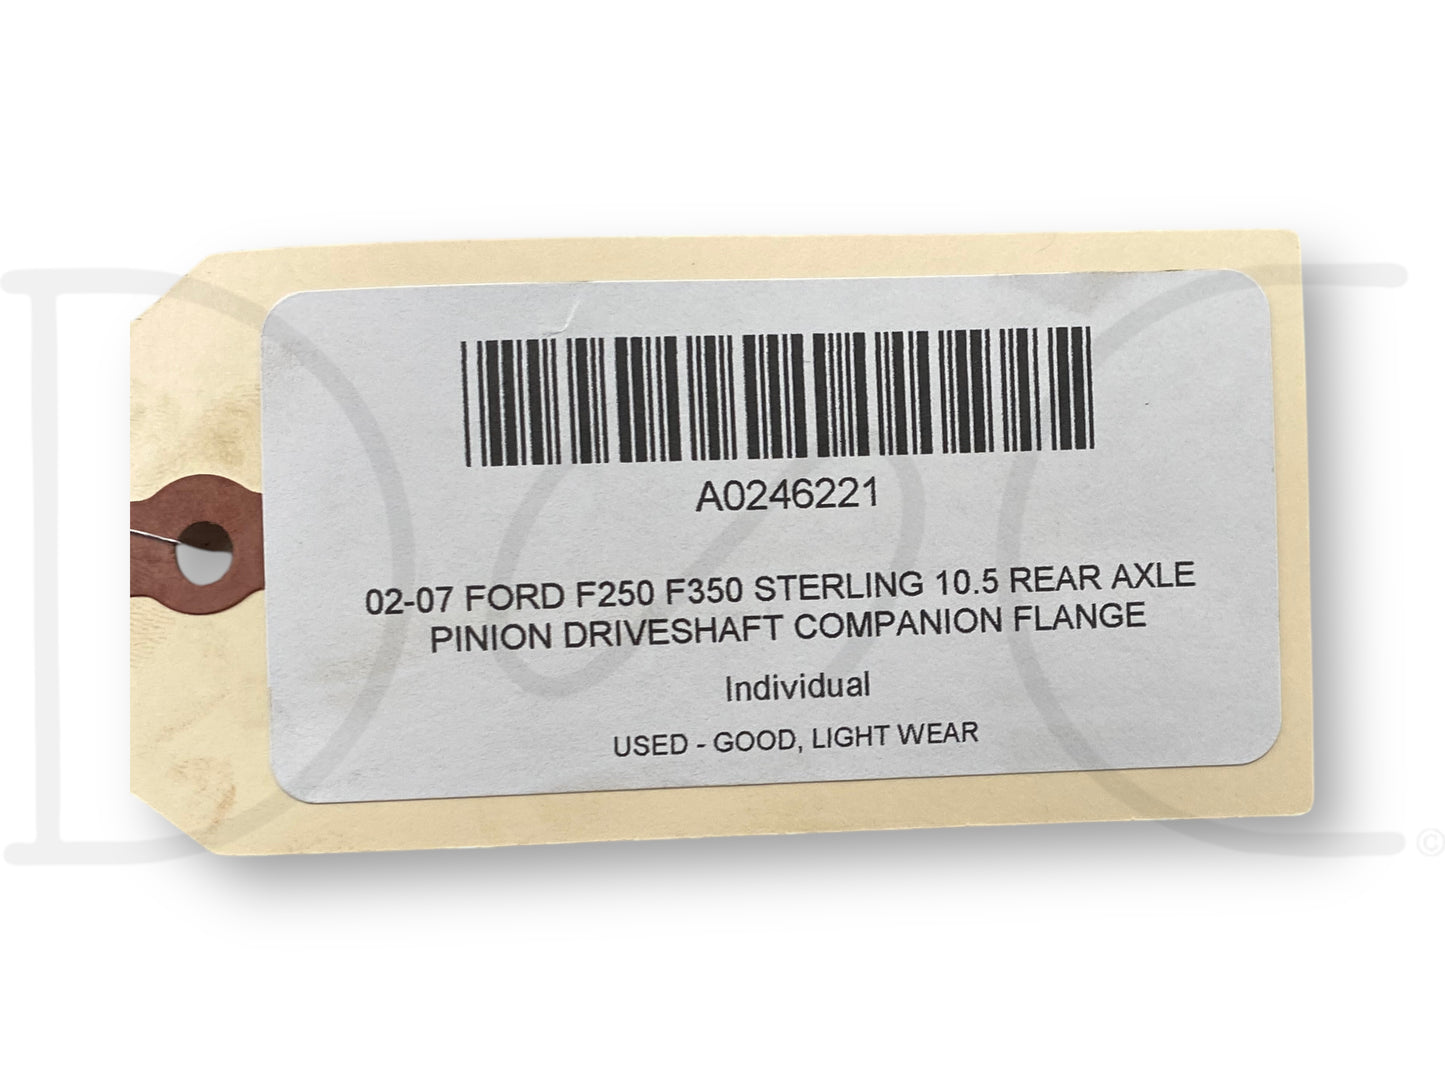 A0246221
02-07 FORD F250 F350 STERLING 10.5 REAR AXLE
PINION DRIVESHAFT COMPANION FLANGE
Individual
USED - GOOD, LIGHT WEAR
D C
©